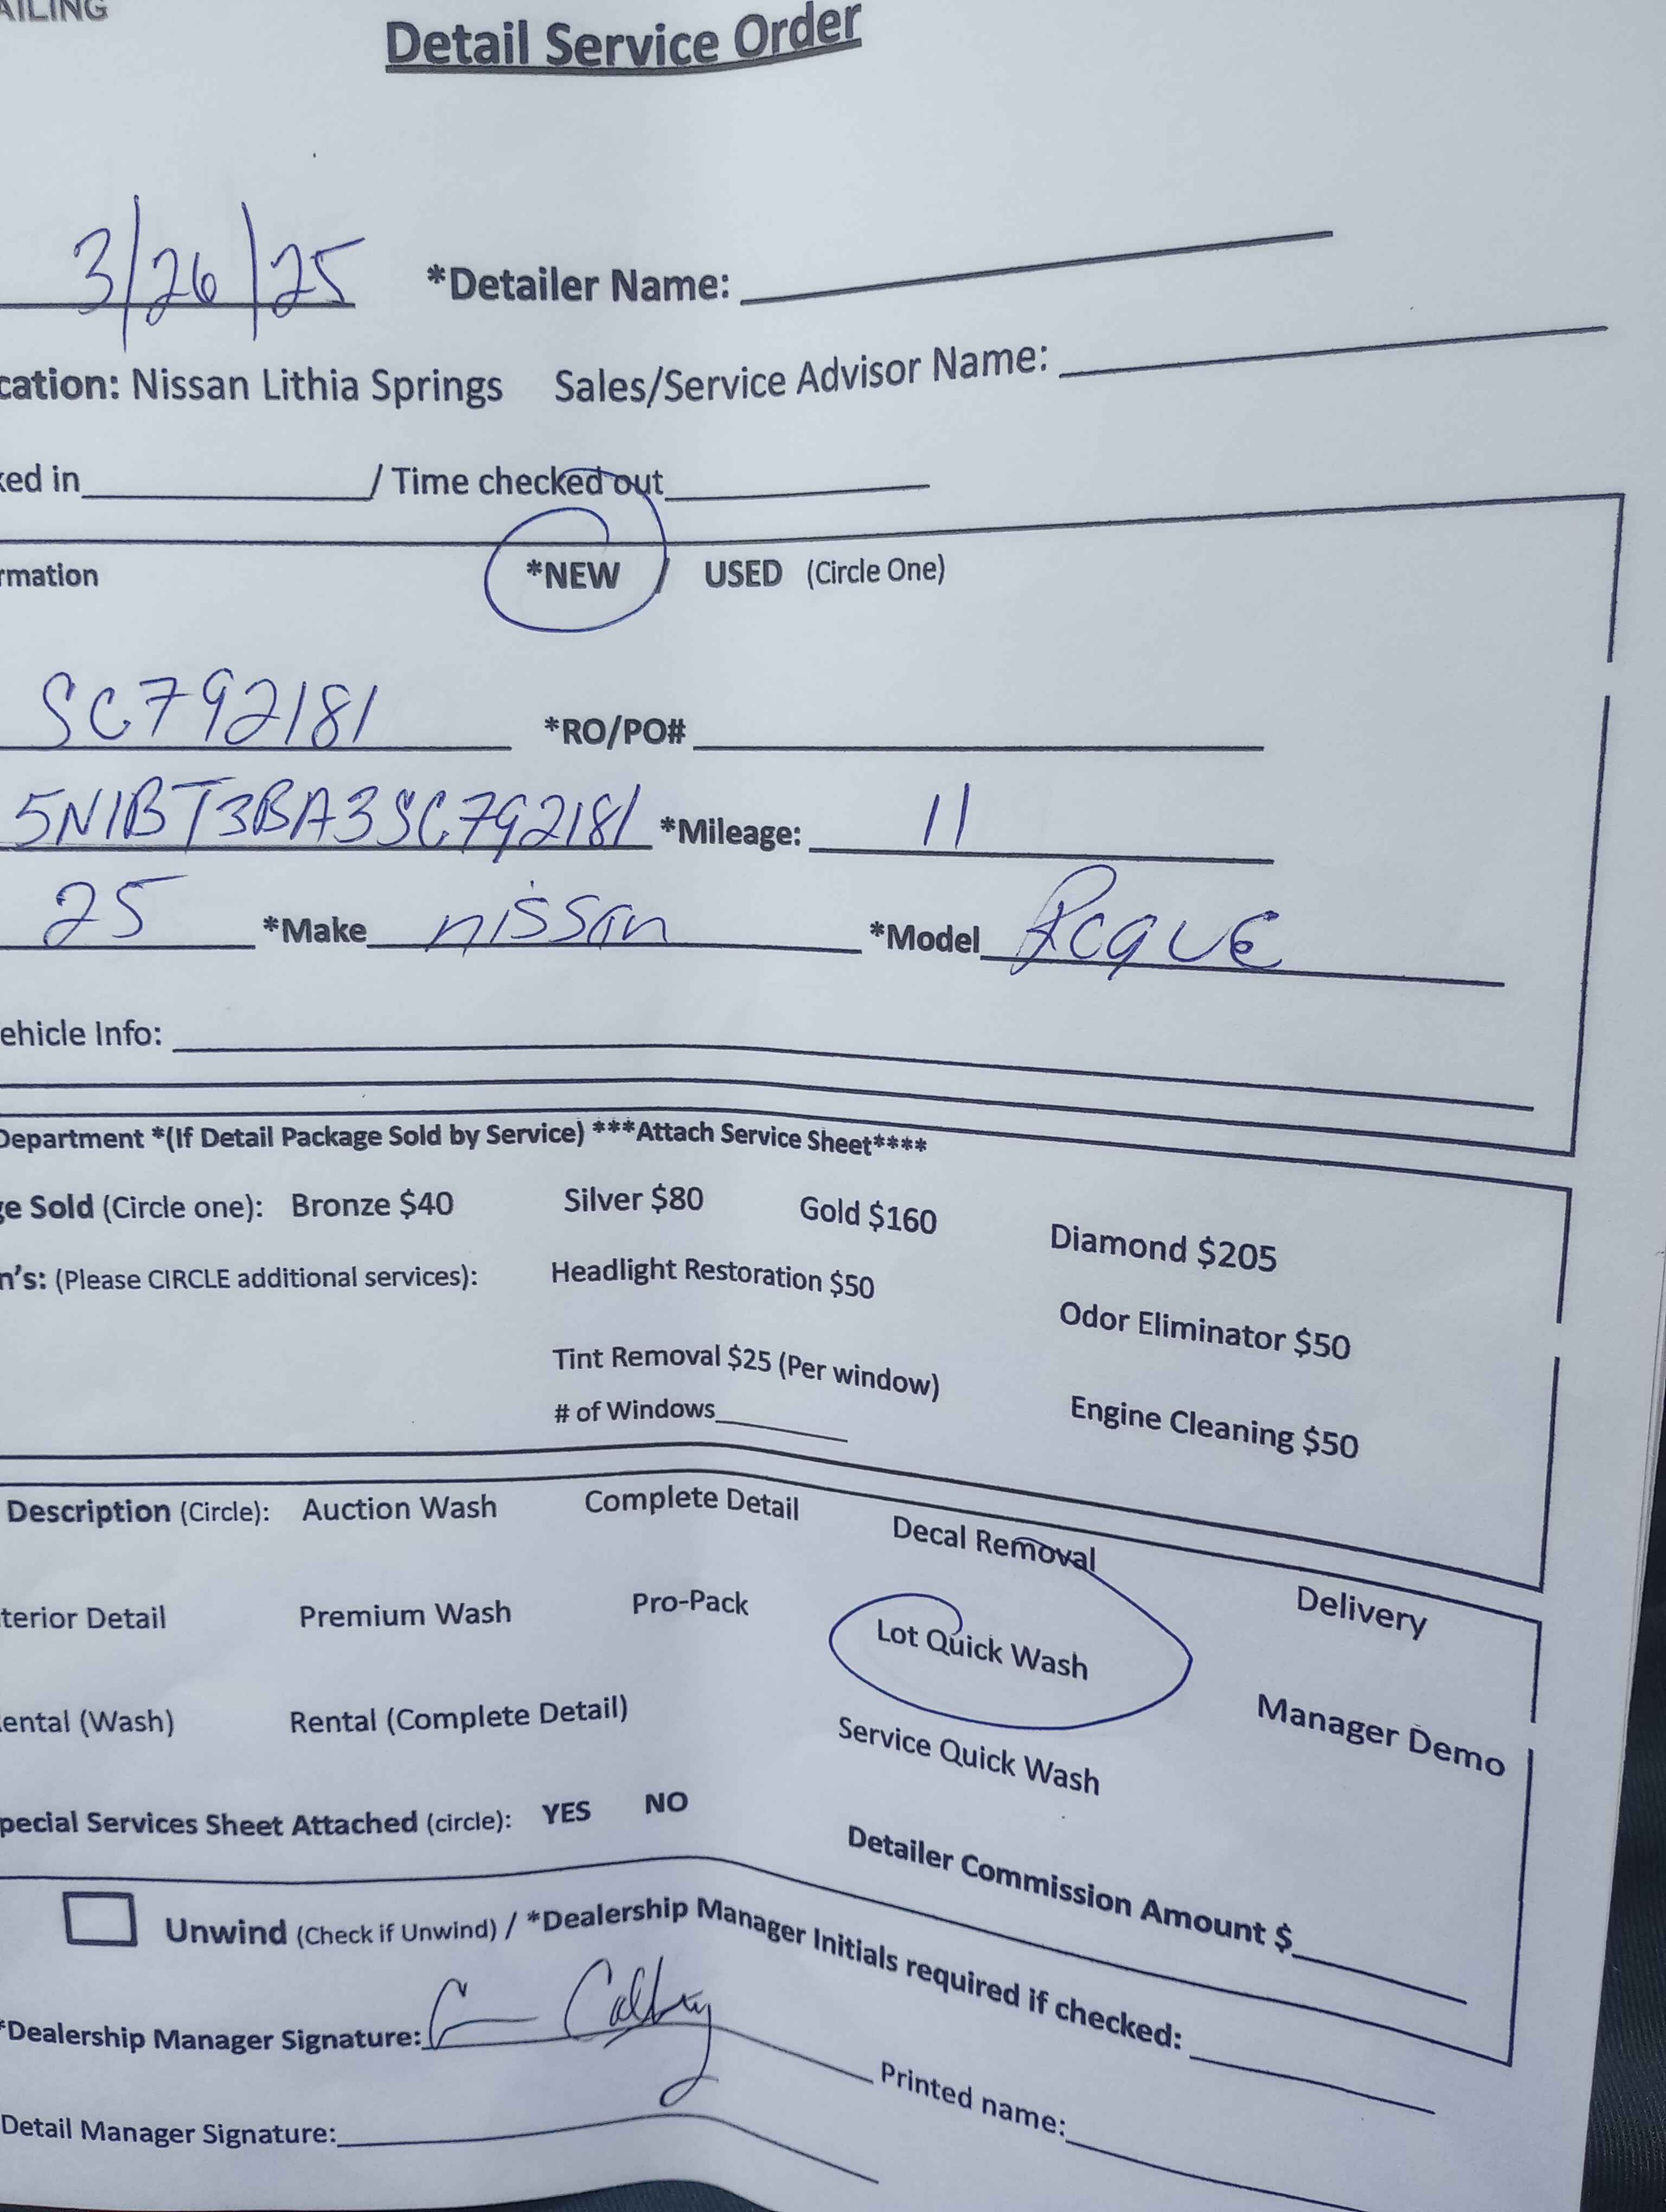 AILING
Detail Service Order
3/26/25 *Detailer Name:
cation: Nissan Lithia Springs Sales/Service Advisor Name:
ked in / Time checked out
rmation *NEW / USED (Circle One)
SC792181 *RO/PO#
5N1BT3BA3SC792181 *Mileage: 11
25 *Make nissan *Model Rogue
ehicle Info:
Department *(If Detail Package Sold by Service) ***Attach Service Sheet****
ge Sold (Circle one): Bronze $40 Silver $80 Gold $160 Diamond $205
n's: (Please CIRCLE additional services): Headlight Restoration $50 Odor Eliminator $50
Tint Removal $25 (Per window) Engine Cleaning $50
# of Windows
Description (Circle): Auction Wash Complete Detail Decal Removal Delivery
terior Detail Premium Wash Pro-Pack Lot Quick Wash Manager Demo
ental (Wash) Rental (Complete Detail) Service Quick Wash
pecial Services Sheet Attached (circle): YES NO Detailer Commission Amount $
Unwind (Check if Unwind) / *Dealership Manager Initials required if checked:
*Dealership Manager Signature: Printed name:
Detail Manager Signature: